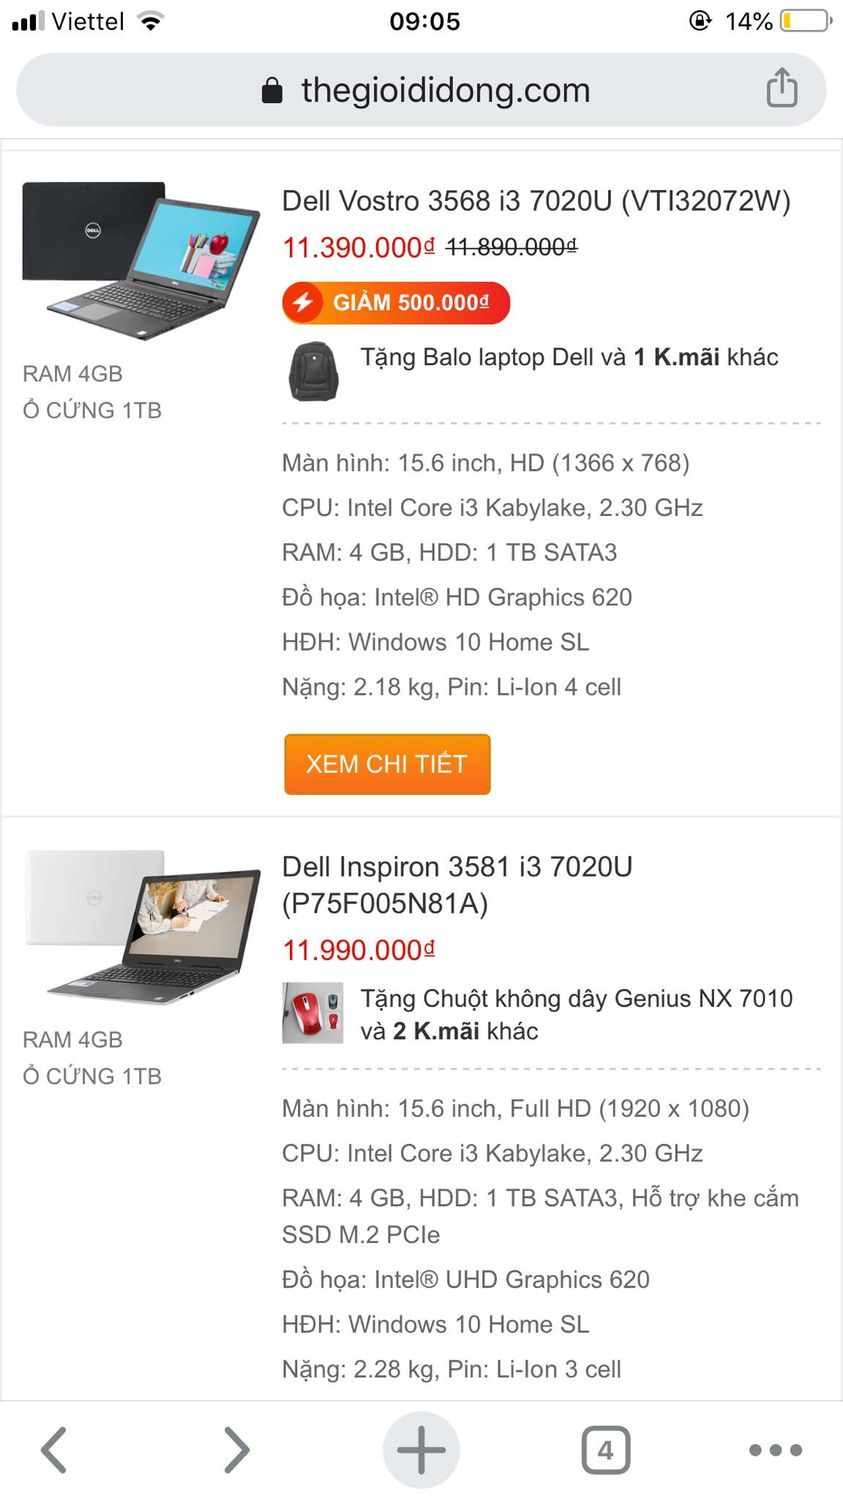 Viettel 09:05 14%
thegioididong.com
Dell Vostro 3568 i3 7020U (VTI32072W)
11.390.000₫ 11.890.000₫
GIẢM 500.000₫
Tặng Balo laptop Dell và 1 K.mãi khác
RAM 4GB
Ổ CỨNG 1TB
Màn hình: 15.6 inch, HD (1366 x 768)
CPU: Intel Core i3 Kabylake, 2.30 GHz
RAM: 4 GB, HDD: 1 TB SATA3
Đồ họa: Intel® HD Graphics 620
HĐH: Windows 10 Home SL
Nặng: 2.18 kg, Pin: Li-Ion 4 cell
XEM CHI TIẾT
Dell Inspiron 3581 i3 7020U
(P75F005N81A)
11.990.000₫
Tặng Chuột không dây Genius NX 7010
và 2 K.mãi khác
RAM 4GB
Ổ CỨNG 1TB
Màn hình: 15.6 inch, Full HD (1920 x 1080)
CPU: Intel Core i3 Kabylake, 2.30 GHz
RAM: 4 GB, HDD: 1 TB SATA3, Hỗ trợ khe cắm
SSD M.2 PCIe
Đồ họa: Intel® UHD Graphics 620
HĐH: Windows 10 Home SL
Nặng: 2.28 kg, Pin: Li-Ion 3 cell
4